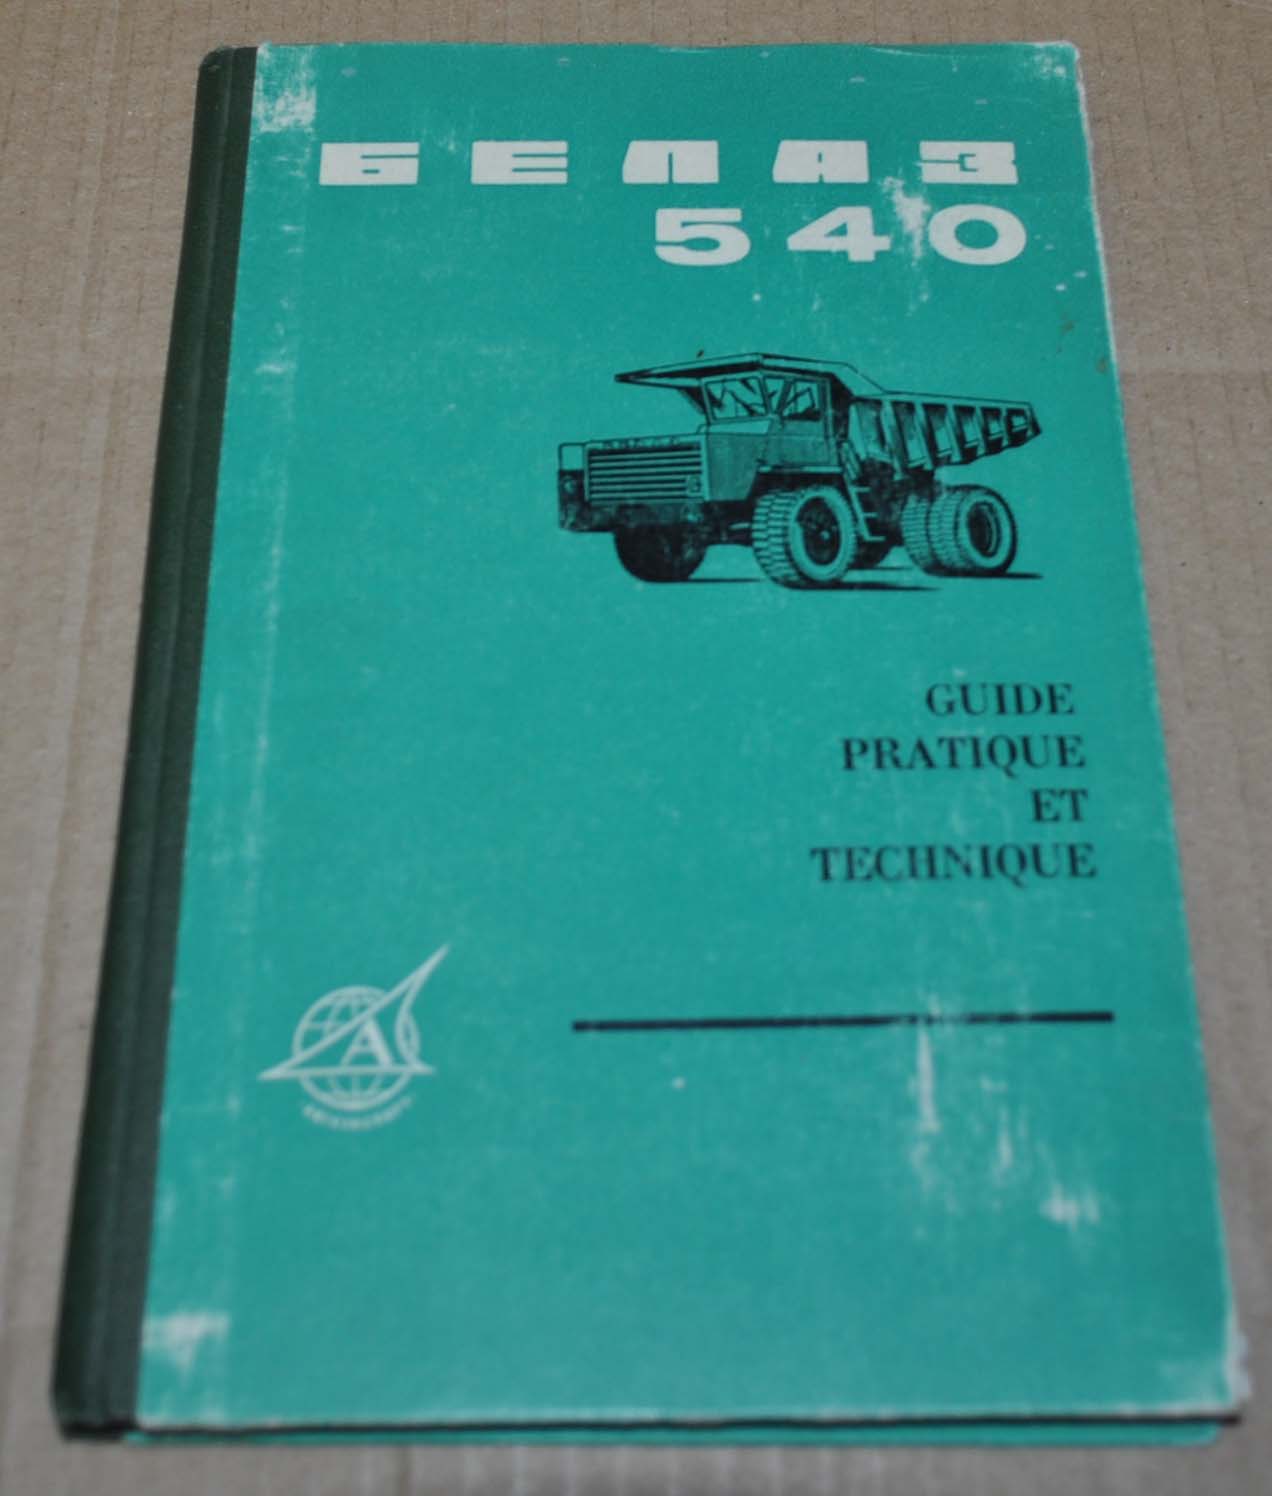 БЕЛАЗ
540
GUIDE
PRATIQUE
ET
TECHNIQUE
A